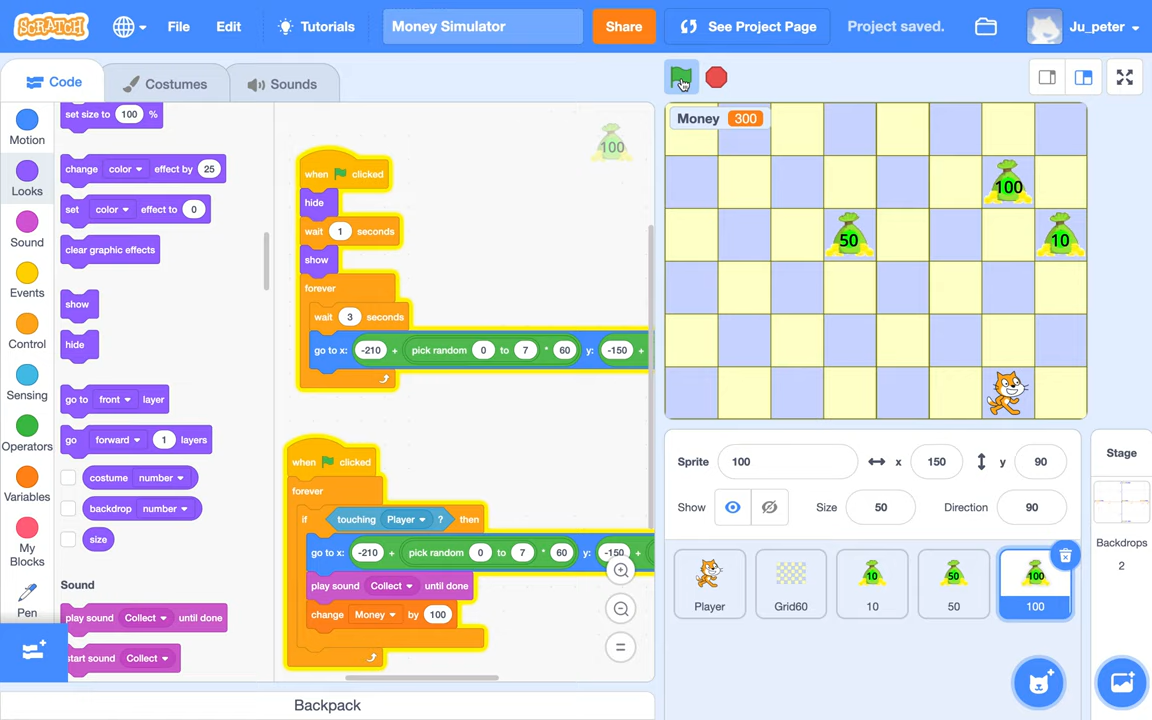 SCRATCH File Edit Tutorials Money Simulator Share See Project Page Project saved. Ju_peter
Code Costumes Sounds
Motion
Looks
Sound
Events
Control
Sensing
Operators
Variables
My
Blocks
Pen
set size to 100 %
change color effect by 25
set color effect to 0
clear graphic effects
show
hide
go to front layer
go forward 1 layers
costume number
backdrop number
size
Sound
play sound Collect until done
start sound Collect
100
when clicked
hide
wait 1 seconds
show
forever
wait 3 seconds
go to x: -210 + pick random 0 to 7 * 60 y: -150 +
when clicked
forever
if touching Player ? then
go to x: -210 + pick random 0 to 7 * 60 y: -150 +
play sound Collect until done
change Money by 100
Backpack
Money 300
100
50
10
Sprite 100 x 150 y 90
Show Size 50 Direction 90
Player
Grid60
10
10
50
50
100
100
Stage
Backdrops
2